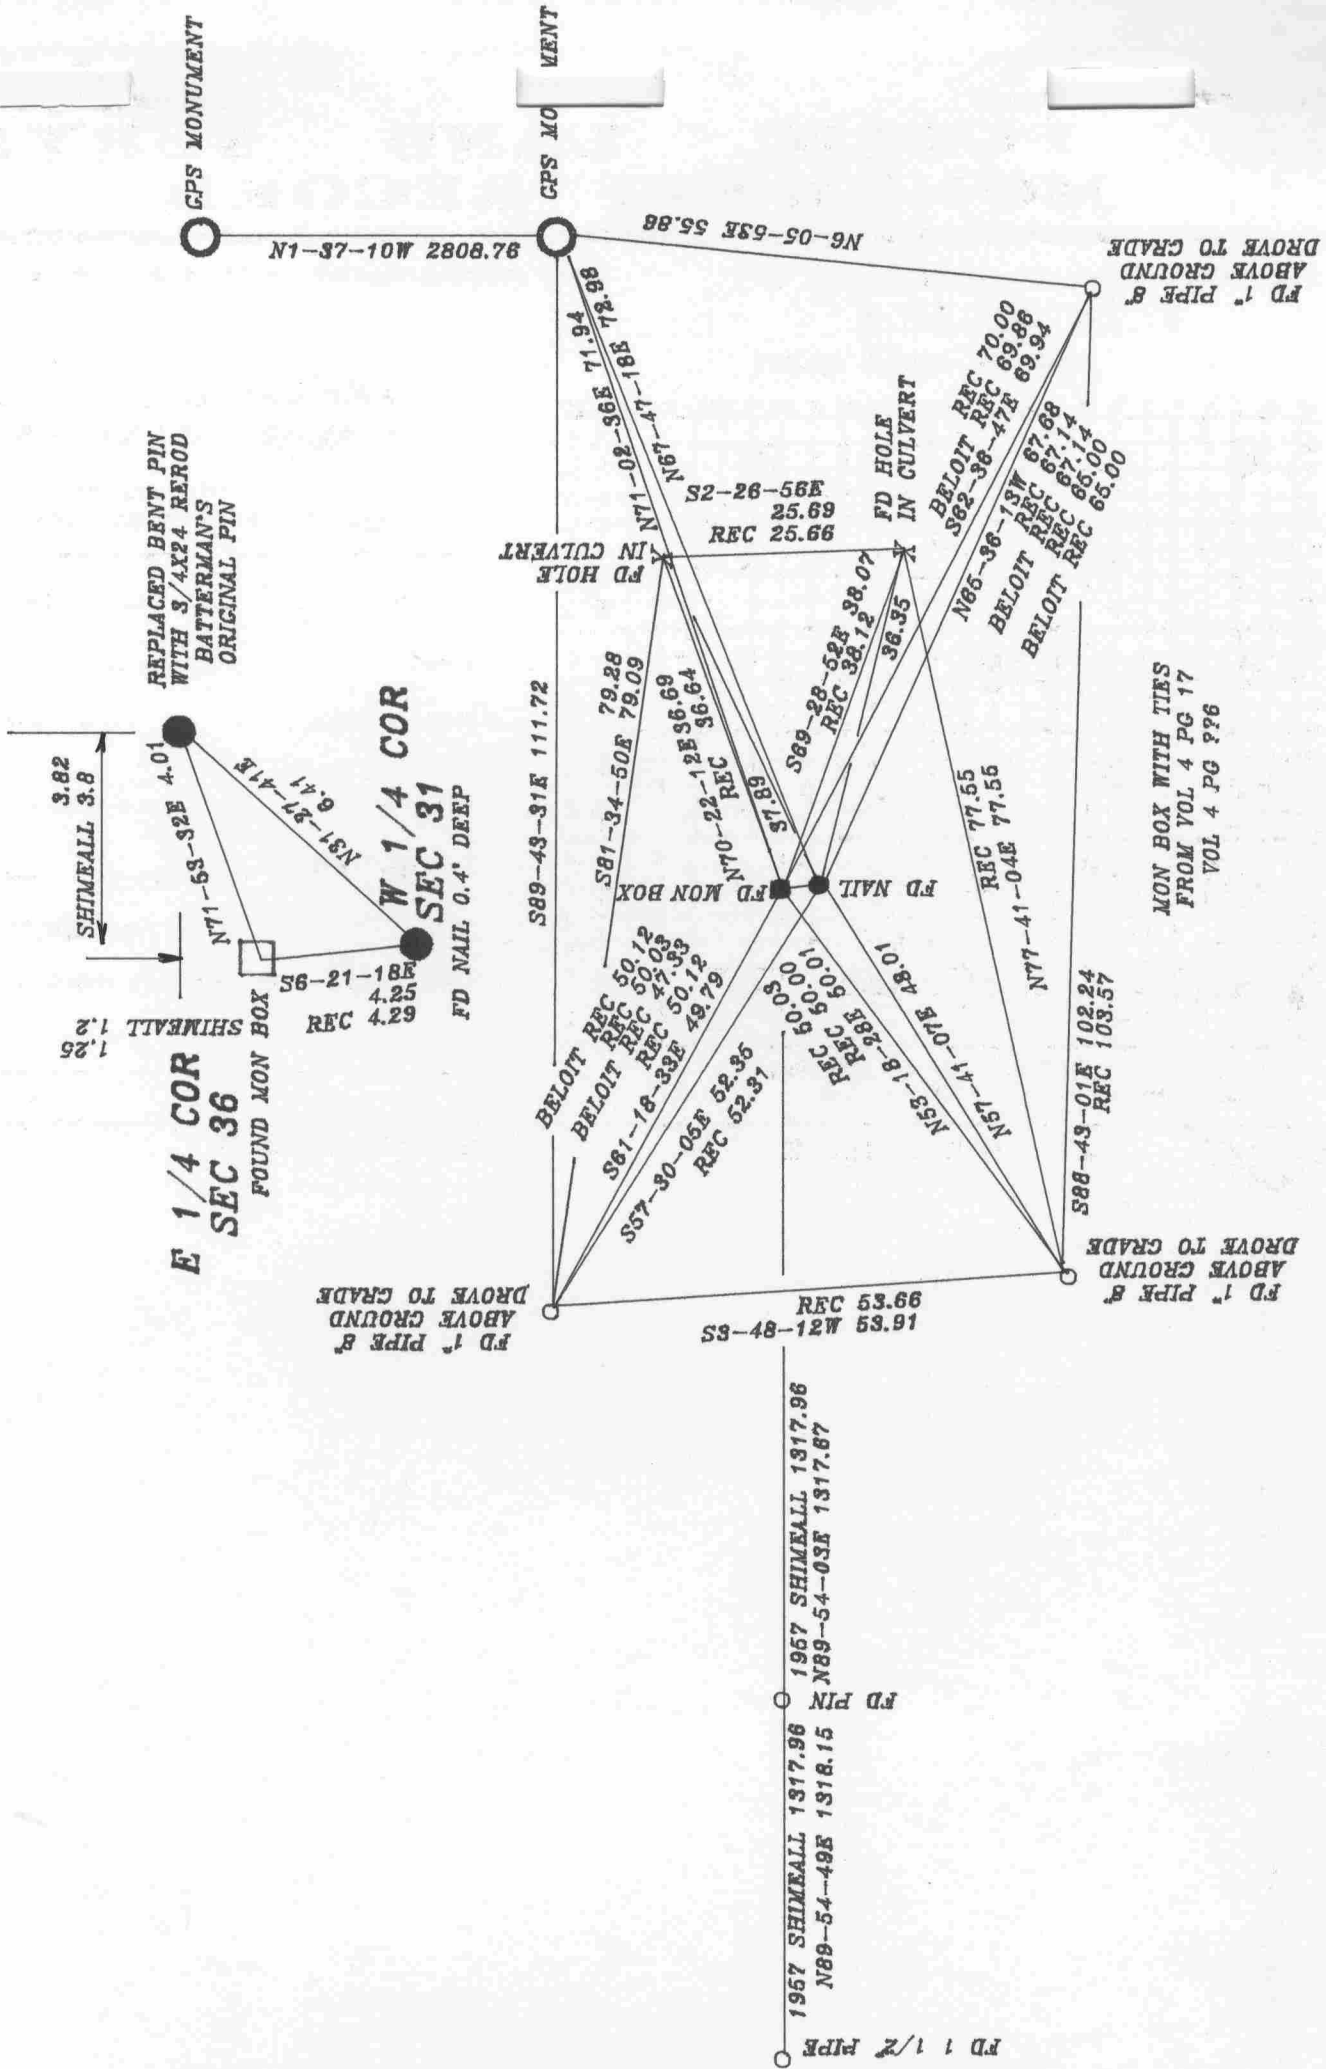 GPS MONUMENT
N1-37-10W 2808.76
GPS MO MENT
REPLACED BENT PIN
WITH 3/4X24 REROD
BATTERMAN'S
ORIGINAL PIN
3.82
SHIMEALL 3.8
N71-53-32E 4.01
N31-27-41E
6.41
W 1/4 COR
SEC 31
FD NAIL 0.4' DEEP
S6-21-18E
4.25
REC 4.29
1.25
SHIMEALL 1.2
E 1/4 COR
SEC 36
FOUND MON BOX
N6-05-53E 55.88
FD 1" PIPE 8"
ABOVE GROUND
DROVE TO GRADE
S89-43-31E 111.72
N71-02-36E 71.94
N67-47-18E 72.98
FD HOLE
IN CULVERT
X
S2-26-56E
25.69
REC 25.66
FD HOLE
IN CULVERT
X
BELOIT REC 70.00
REC 69.86
S62-36-47E 69.94
N65-36-13W 67.68
REC 67.14
BELOIT REC 67.14
REC 65.00
BELOIT REC 65.00
S81-34-50E 79.28
79.09
N70-22-12E 36.69
REC 36.64
37.89
S69-28-52E 38.07
REC 38.12
36.35
FD MON BOX
FD NAIL
REC 77.55
N77-41-04E 77.56
MON BOX WITH TIES
FROM VOL 4 PG 17
VOL 4 PG ??6
BELOIT REC 50.12
REC 50.03
BELOIT REC 47.33
REC 50.12
S61-18-33E 49.79
S57-30-05E 52.35
REC 52.31
REC 50.03
REC 50.00
REC 50.01
N53-18-28E 50.01
N57-41-07E 48.01
S88-43-01E 102.24
REC 103.57
FD 1" PIPE 8"
ABOVE GROUND
DROVE TO GRADE
FD 1" PIPE 8"
ABOVE GROUND
DROVE TO GRADE
REC 53.66
S3-48-12W 53.91
1957 SHIMEALL 1317.96
N89-54-03E 1317.67
FD PIN
1957 SHIMEALL 1317.96
N89-54-49E 1318.15
FD 1 1/2" PIPE